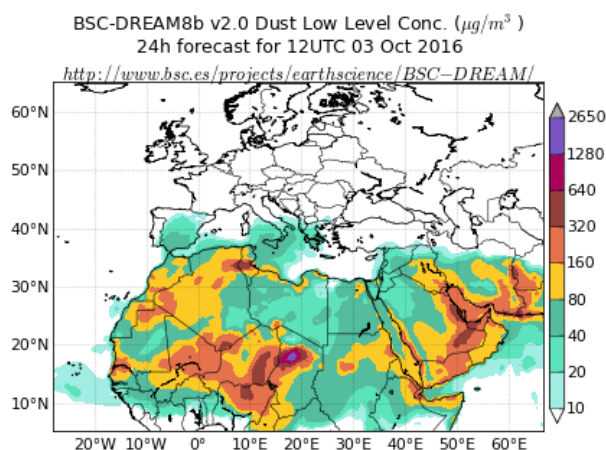 BSC-DREAM8b v2.0 Dust Low Level Conc. (μg/m³ )
24h forecast for 12UTC 03 Oct 2016
http://www.bsc.es/projects/earthscience/BSC−DREAM/
60°N
50°N
40°N
30°N
20°N
10°N
20°W 10°W 0° 10°E 20°E 30°E 40°E 50°E 60°E
2650
1280
640
320
160
80
40
20
10